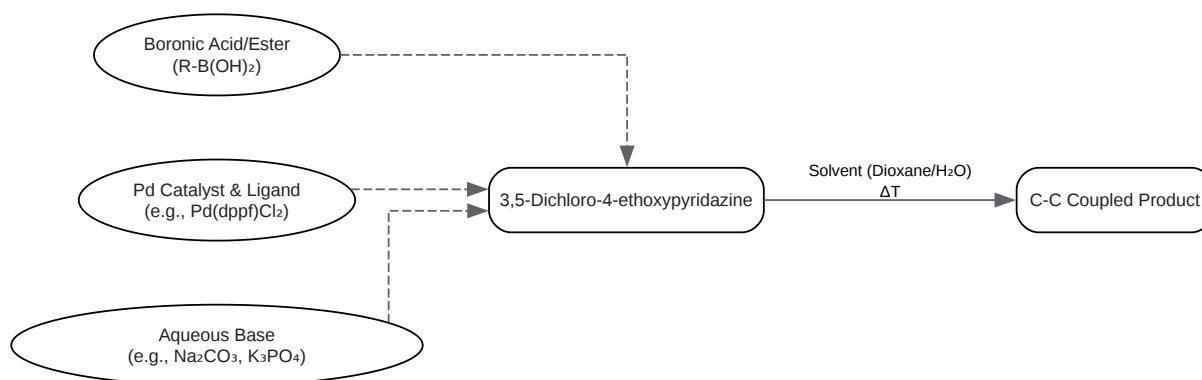 Boronic Acid/Ester
(R-B(OH)₂)
Pd Catalyst & Ligand
(e.g., Pd(dppf)Cl₂)
Aqueous Base
(e.g., Na₂CO₃, K₃PO₄)
3,5-Dichloro-4-ethoxypyridazine
Solvent (Dioxane/H₂O)
ΔT
C-C Coupled Product